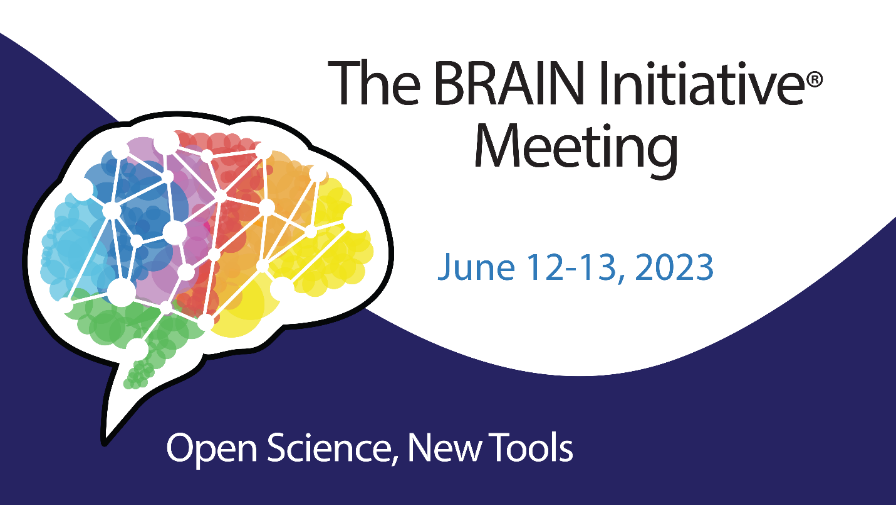 The BRAIN Initiative®
Meeting
June 12-13, 2023
Open Science, New Tools